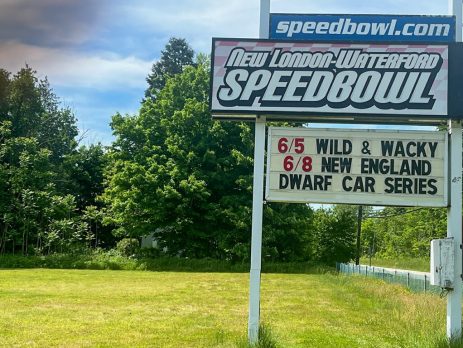 speedbowl.com
New London-Waterford
SPEEDBOWL
6/5 WILD & WACKY
6/8 NEW ENGLAND
DWARF CAR SERIES